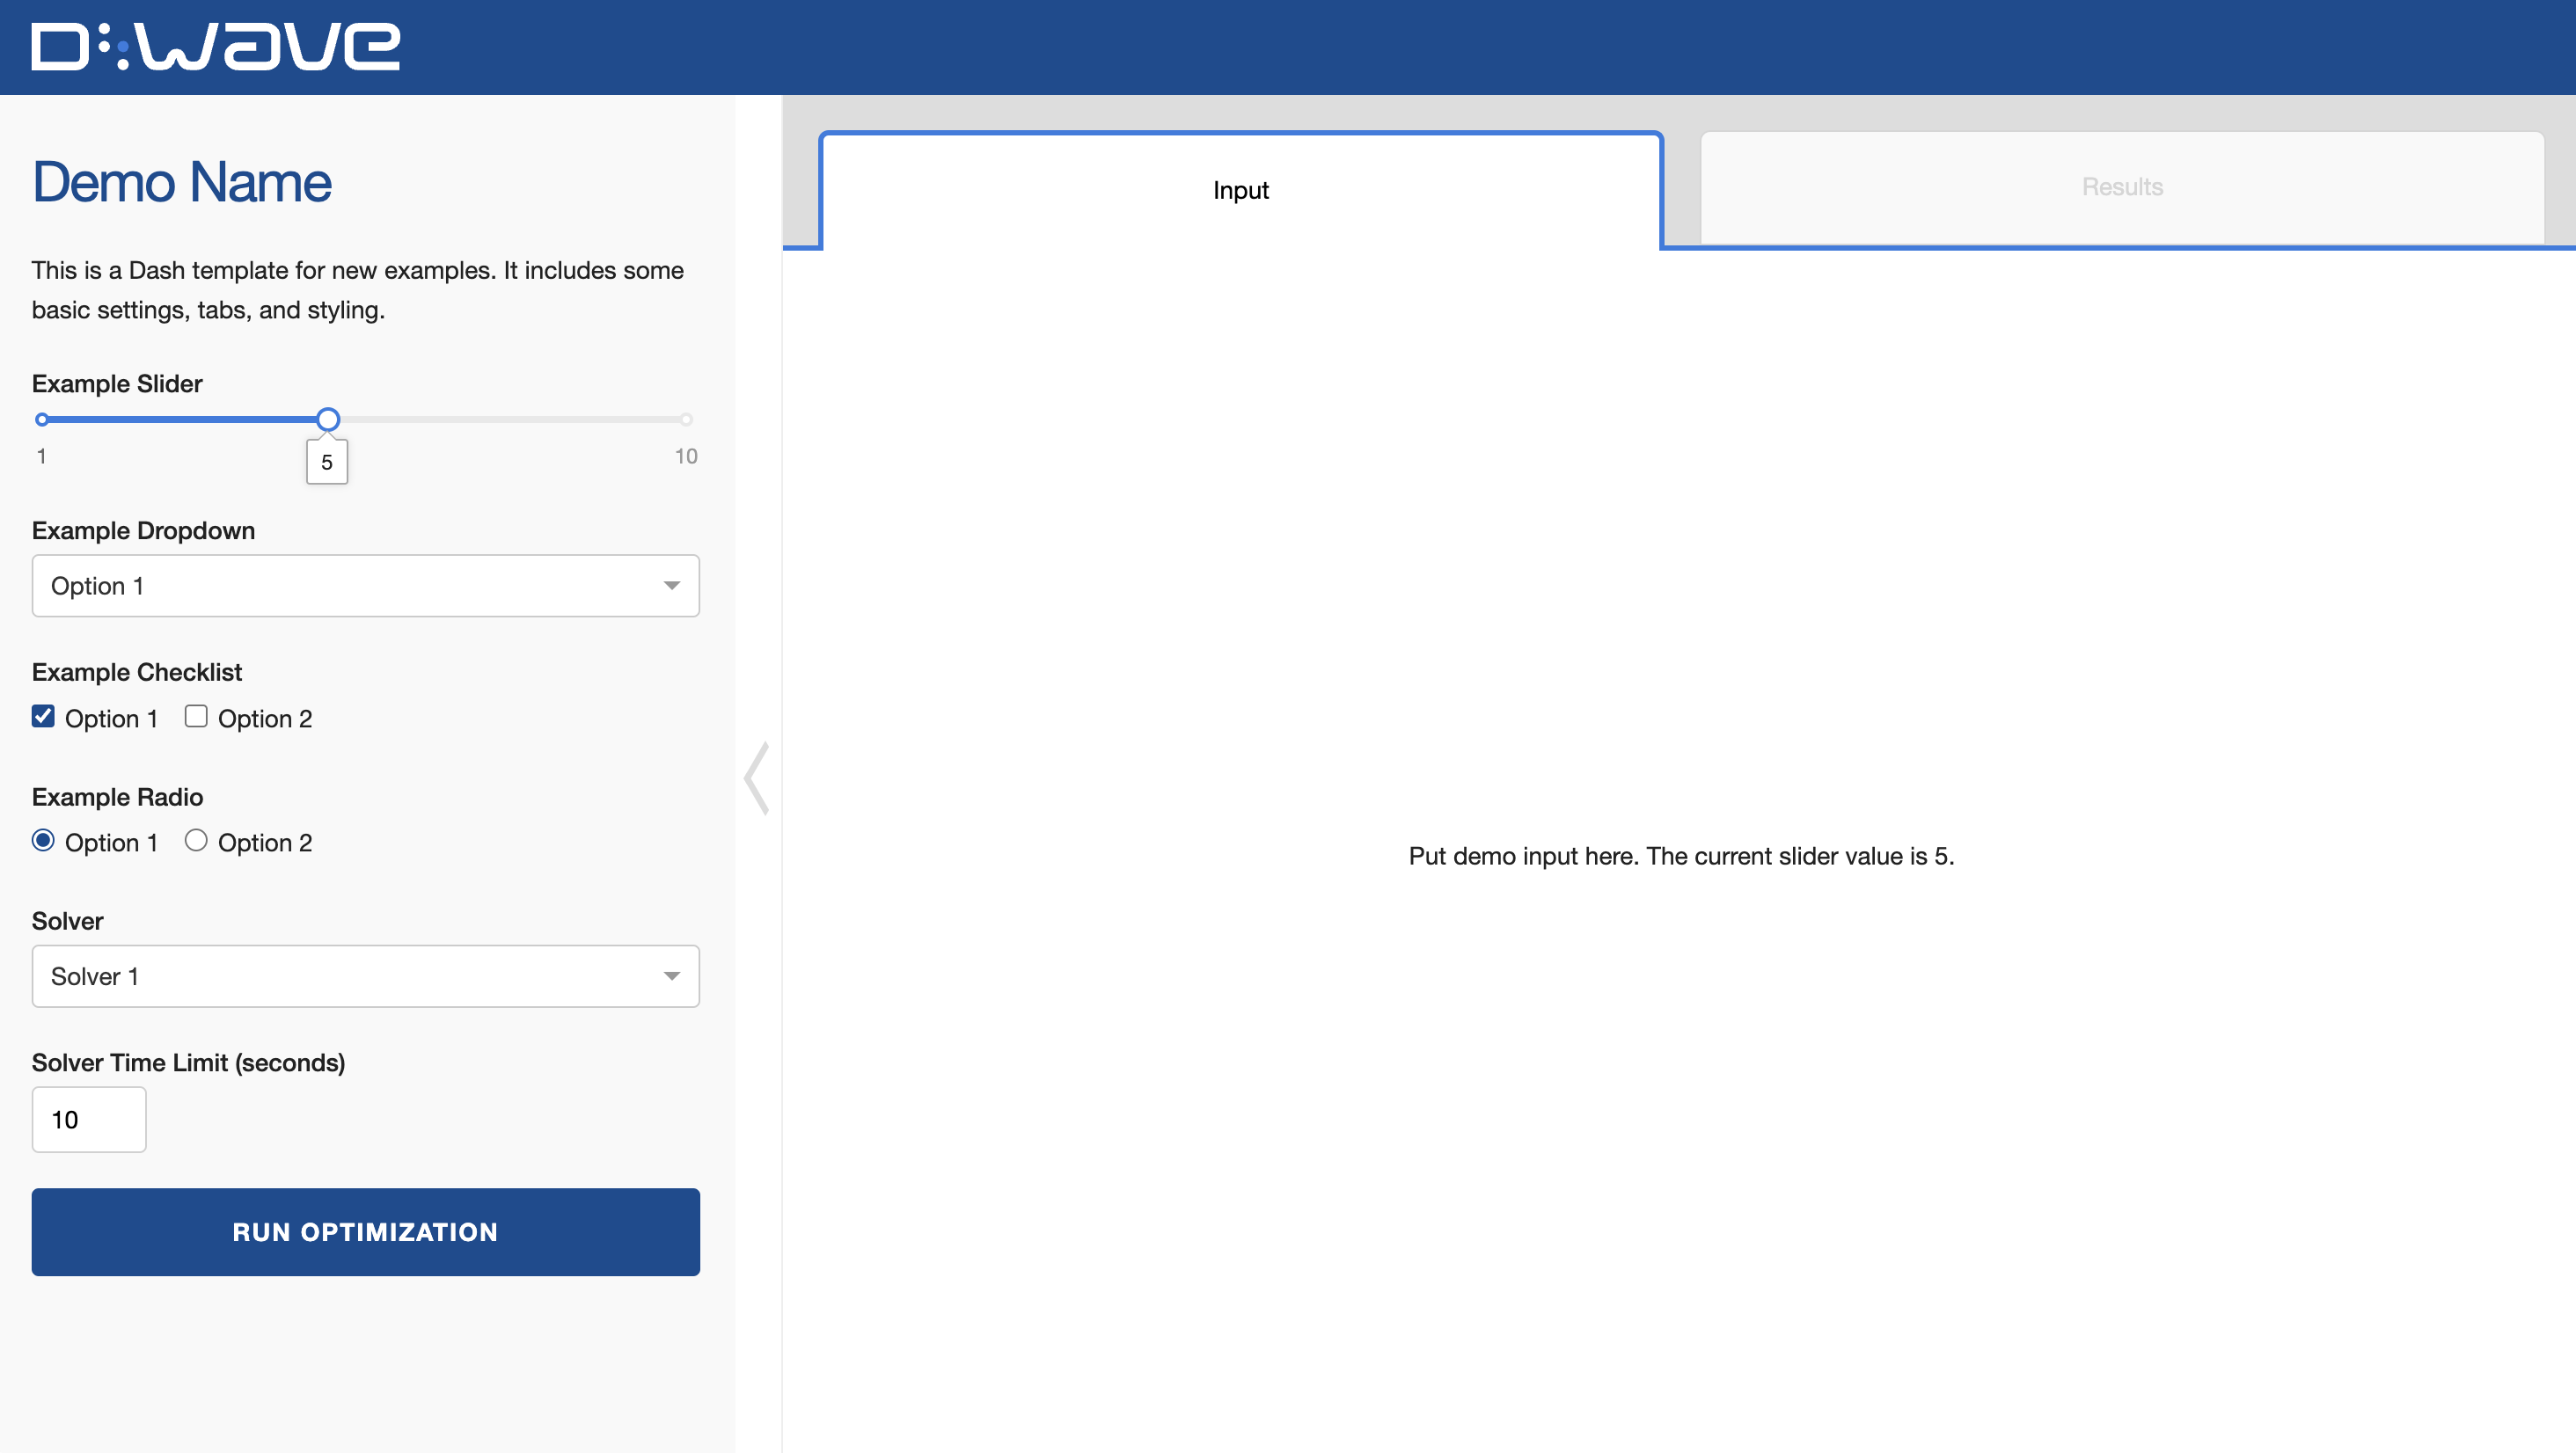 D:Wave
Demo Name
This is a Dash template for new examples. It includes some
basic settings, tabs, and styling.
Example Slider
1
5
10
Example Dropdown
Option 1
Example Checklist
Option 1 Option 2
Example Radio
Option 1 Option 2
Solver
Solver 1
Solver Time Limit (seconds)
10
RUN OPTIMIZATION
Input
Results
Put demo input here. The current slider value is 5.